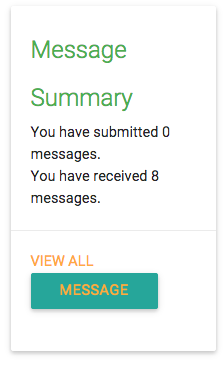 Message
Summary
You have submitted 0
messages.
You have received 8
messages.
VIEW ALL
MESSAGE